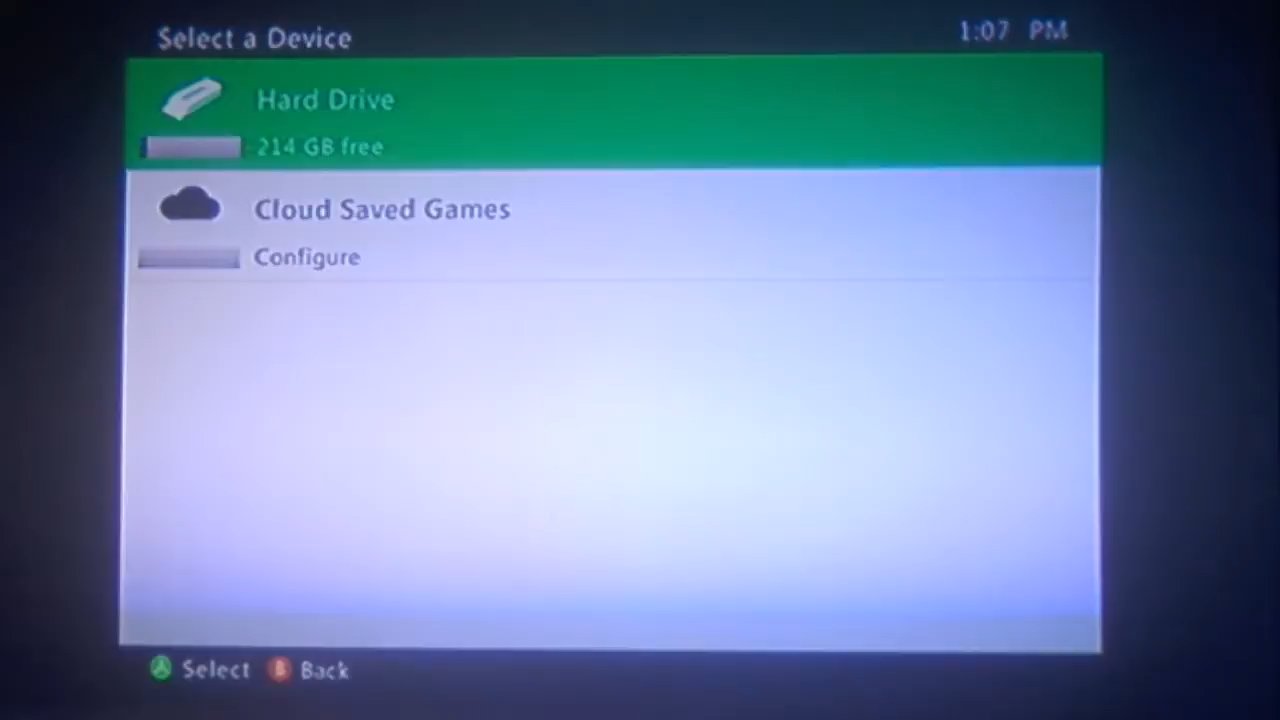 Select a Device
1:07 PM
Hard Drive
214 GB free
Cloud Saved Games
Configure
A Select B Back